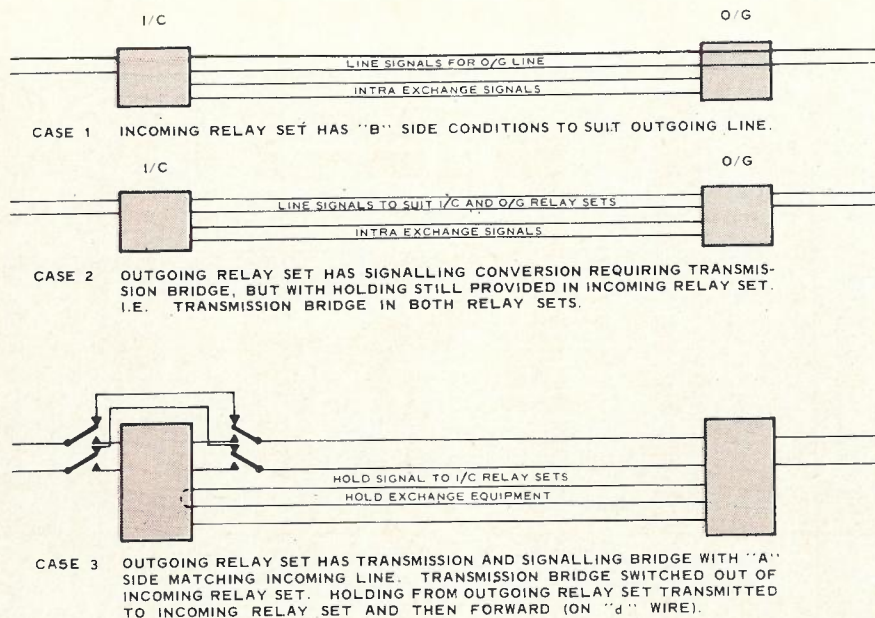 I/C
O/G
LINE SIGNALS FOR O/G LINE
INTRA EXCHANGE SIGNALS
CASE 1 INCOMING RELAY SET HAS "B" SIDE CONDITIONS TO SUIT OUTGOING LINE.
I/C
O/G
LINE SIGNALS TO SUIT I/C AND O/G RELAY SETS
INTRA EXCHANGE SIGNALS
CASE 2 OUTGOING RELAY SET HAS SIGNALLING CONVERSION REQUIRING TRANSMIS-
SION BRIDGE, BUT WITH HOLDING STILL PROVIDED IN INCOMING RELAY SET.
I.E. TRANSMISSION BRIDGE IN BOTH RELAY SETS.
HOLD SIGNAL TO I/C RELAY SETS
HOLD EXCHANGE EQUIPMENT
CASE 3 OUTGOING RELAY SET HAS TRANSMISSION AND SIGNALLING BRIDGE WITH "A"
SIDE MATCHING INCOMING LINE. TRANSMISSION BRIDGE SWITCHED OUT OF
INCOMING RELAY SET. HOLDING FROM OUTGOING RELAY SET TRANSMITTED
TO INCOMING RELAY SET AND THEN FORWARD (ON "d" WIRE).